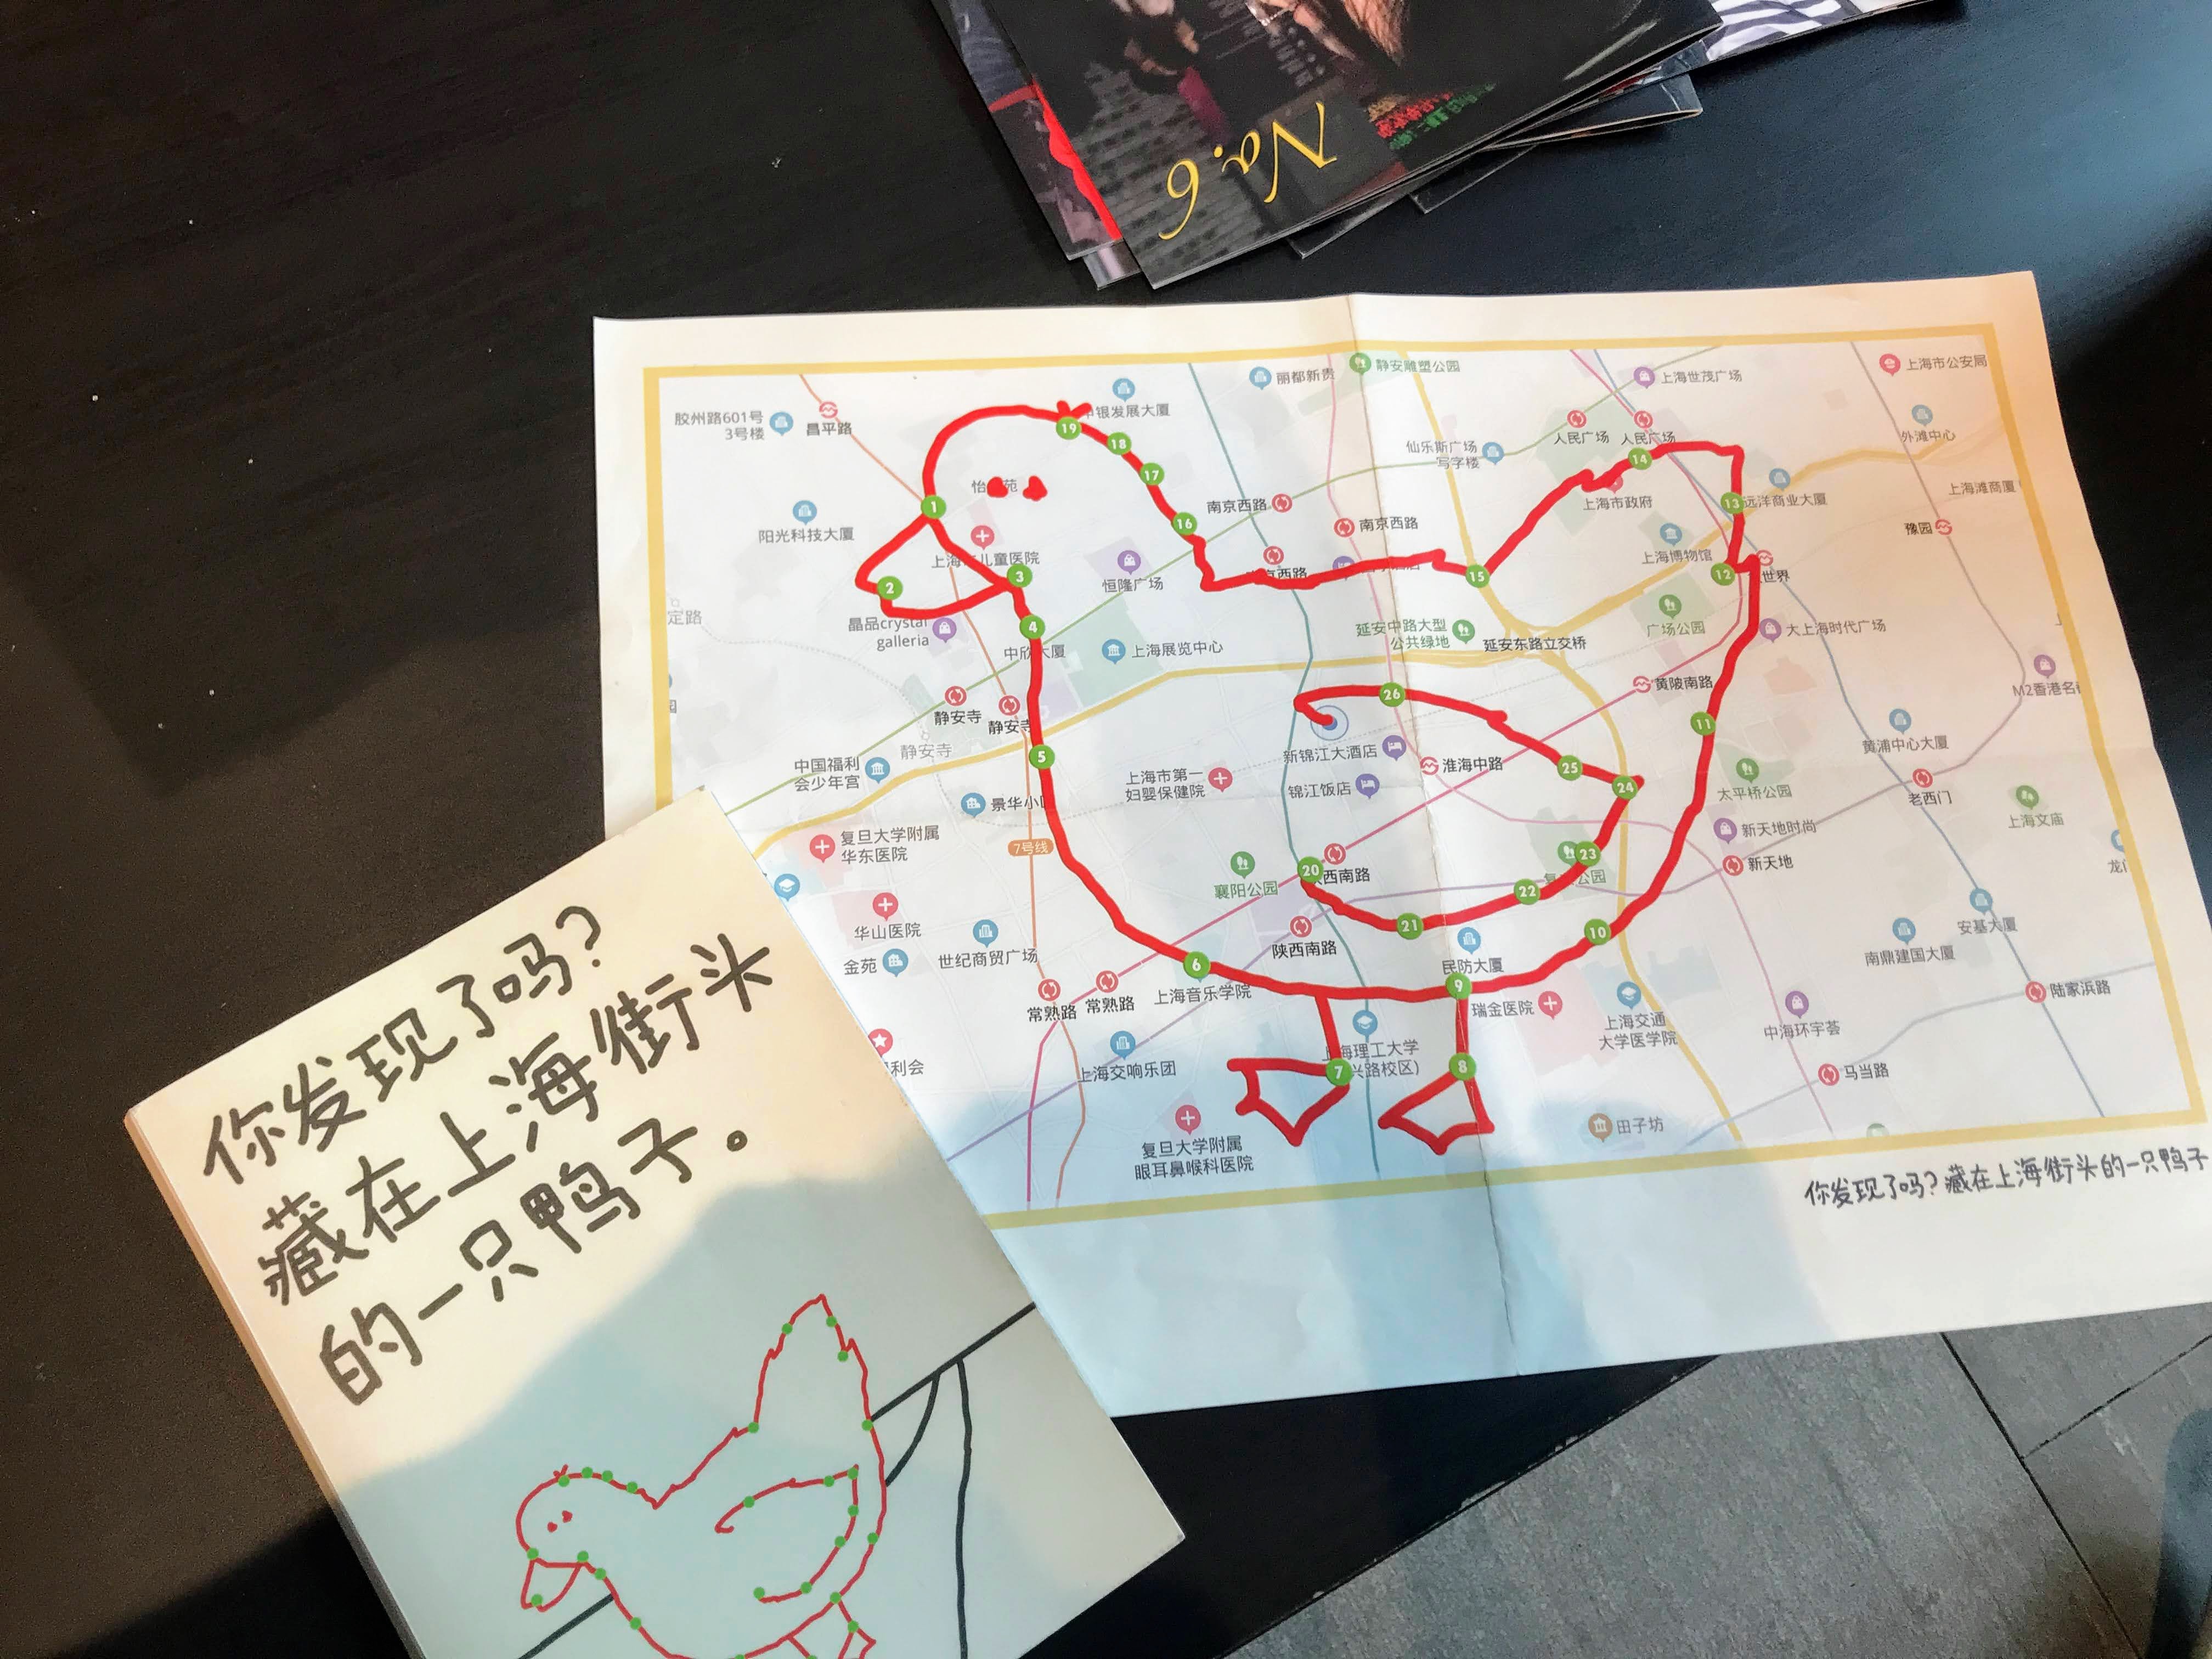 No.6
静安雕塑公园
丽都新贵
上海世茂广场
上海市公安局
胶州路601号
3号楼
昌平路
银发展大厦
仙乐斯广场
写字楼
人民广场
人民广场
外滩中心
19
18
17
14
1
阳光科技大厦
16
南京西路
南京西路
上海市政府
13
远洋商业大厦
上海滩商厦
豫园
儿童医院
3
恒隆广场
京西路
15
上海博物馆
12
世界
2
晶品crystal
galleria
4
中欣大厦
上海展览中心
延安中路大型
公共绿地
延安东路立交桥
广场公园
大上海时代广场
定路
静安寺
静安寺
静安寺
26
黄陂南路
11
M2香港名
5
中国福利
会少年宫
上海市第一
妇婴保健院
新锦江大酒店
锦江饭店
淮海中路
25
24
黄浦中心大厦
太平桥公园
老西门
上海文庙
景华小
7号线
复旦大学附属
华东医院
襄阳公园
20
西南路
23
22
21
公园
新天地时尚
新天地
华山医院
金苑
世纪商贸广场
6
陕西南路
民防大厦
9
10
安基大厦
南鼎建国大厦
常熟路
常熟路
上海音乐学院
瑞金医院
上海交通
大学医学院
中海环宇荟
陆家浜路
利会
上海交响乐团
7
海理工大学
兴路校区)
8
马当路
复旦大学附属
眼耳鼻喉科医院
田子坊
你发现了吗?藏在上海街头的一只鸭子
你发现了吗?
藏在上海街头
的一只鸭子。